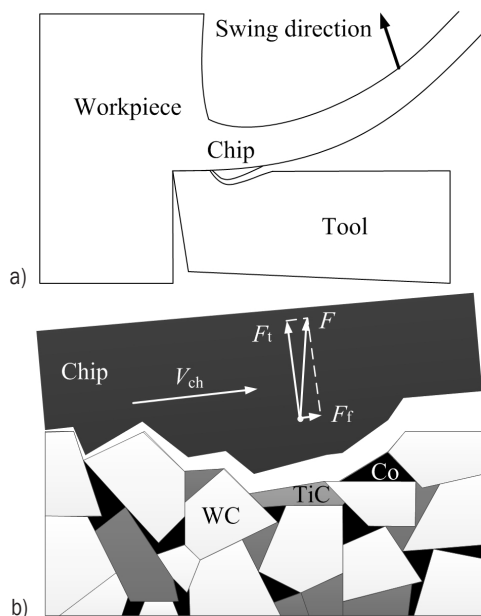 Swing direction
Workpiece
Chip
Tool
a)
Chip
Vch
Ft
F
Ff
Co
TiC
WC
b)